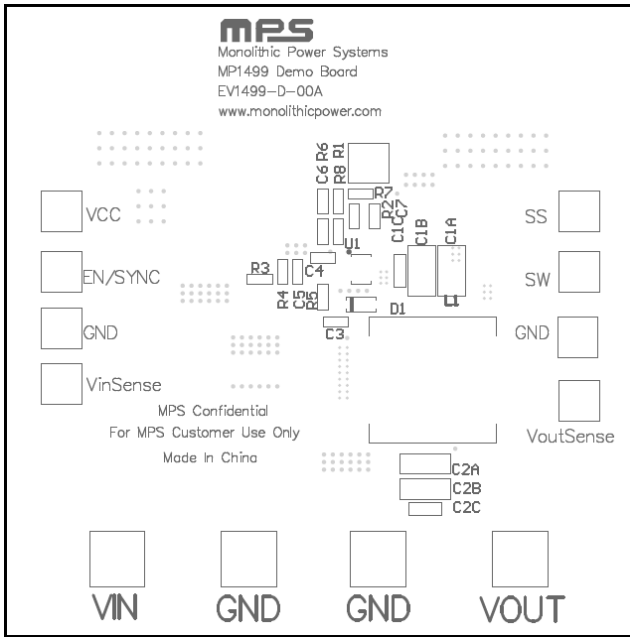 MPS
Monolithic Power Systems
MP1499 Demo Board
EV1499-D-00A
www.monolithicpower.com
C6
R6
R8
R1
R7
R2
C7
C1C
C1B
C1A
VCC
SS
U1
EN/SYNC
R3
C4
SW
R4
C5
R5
L1
D1
GND
C3
GND
VinSense
MPS Confidential
For MPS Customer Use Only
Made In China
VoutSense
C2A
C2B
C2C
VIN
GND
GND
VOUT